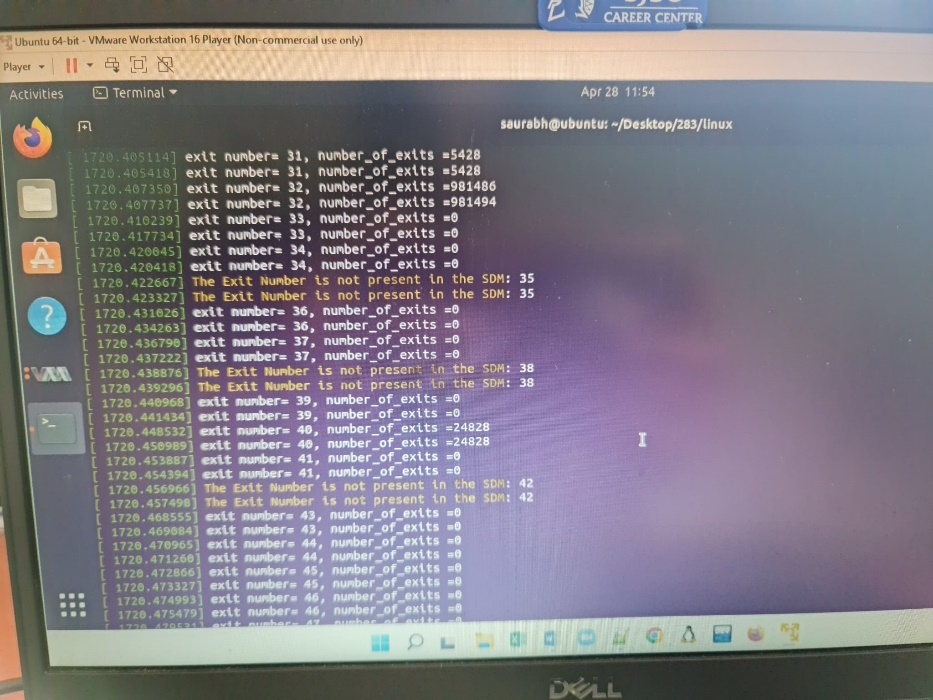 CAREER CENTER
Ubuntu 64-bit - VMware Workstation 16 Player (Non-commercial use only)
Player
Activities Terminal Apr 28 11:54
saurabh@ubuntu: ~/Desktop/283/linux
[ 1720.405114] exit number= 31, number_of_exits =5428
[ 1720.405418] exit number= 31, number_of_exits =5428
[ 1720.407350] exit number= 32, number_of_exits =981486
[ 1720.407737] exit number= 32, number_of_exits =981494
[ 1720.410239] exit number= 33, number_of_exits =0
[ 1720.417734] exit number= 33, number_of_exits =0
[ 1720.420045] exit number= 34, number_of_exits =0
[ 1720.420418] exit number= 34, number_of_exits =0
[ 1720.422667] The Exit Number is not present in the SDM: 35
[ 1720.423327] The Exit Number is not present in the SDM: 35
[ 1720.431026] exit number= 36, number_of_exits =0
[ 1720.434263] exit number= 36, number_of_exits =0
[ 1720.436790] exit number= 37, number_of_exits =0
[ 1720.437222] exit number= 37, number_of_exits =0
[ 1720.438876] The Exit Number is not present in the SDM: 38
[ 1720.439296] The Exit Number is not present in the SDM: 38
[ 1720.440968] exit number= 39, number_of_exits =0
[ 1720.441434] exit number= 39, number_of_exits =0
[ 1720.448532] exit number= 40, number_of_exits =24828
[ 1720.450989] exit number= 40, number_of_exits =24828
[ 1720.453887] exit number= 41, number_of_exits =0
[ 1720.454394] exit number= 41, number_of_exits =0
[ 1720.456966] The Exit Number is not present in the SDM: 42
[ 1720.457498] The Exit Number is not present in the SDM: 42
[ 1720.468555] exit number= 43, number_of_exits =0
[ 1720.469084] exit number= 43, number_of_exits =0
[ 1720.470965] exit number= 44, number_of_exits =0
[ 1720.471260] exit number= 44, number_of_exits =0
[ 1720.472866] exit number= 45, number_of_exits =0
[ 1720.473327] exit number= 45, number_of_exits =0
[ 1720.474993] exit number= 46, number_of_exits =0
[ 1720.475479] exit number= 46, number_of_exits =0
DELL